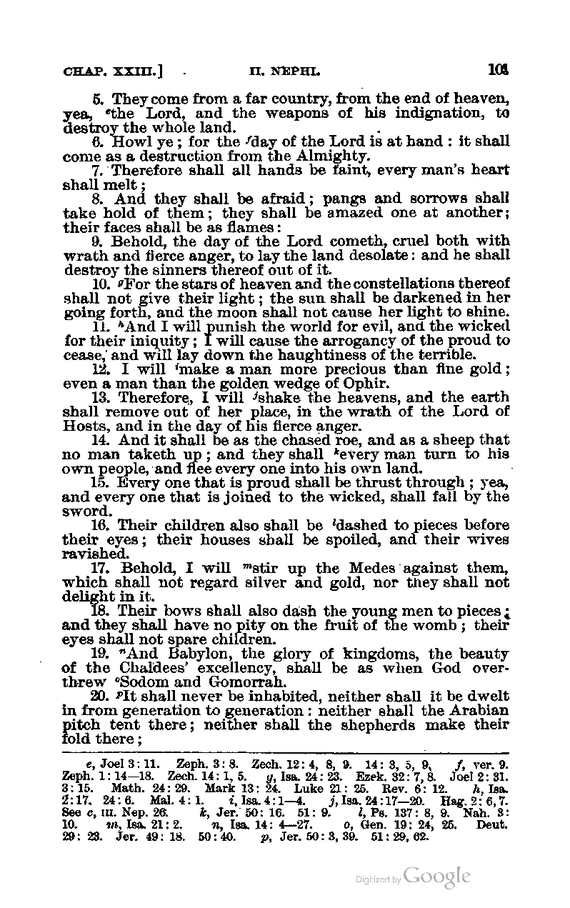 CHAP. XXIII.] II. NEPHI. 101
5. They come from a far country, from the end of heaven,
yea, ᵉthe Lord, and the weapons of his indignation, to
destroy the whole land.
6. Howl ye; for the ᶠday of the Lord is at hand: it shall
come as a destruction from the Almighty.
7. Therefore shall all hands be faint, every man's heart
shall melt;
8. And they shall be afraid; pangs and sorrows shall
take hold of them; they shall be amazed one at another;
their faces shall be as flames:
9. Behold, the day of the Lord cometh, cruel both with
wrath and fierce anger, to lay the land desolate: and he shall
destroy the sinners thereof out of it.
10. ᵍFor the stars of heaven and the constellations thereof
shall not give their light; the sun shall be darkened in her
going forth, and the moon shall not cause her light to shine.
11. ʰAnd I will punish the world for evil, and the wicked
for their iniquity; I will cause the arrogancy of the proud to
cease, and will lay down the haughtiness of the terrible.
12. I will ⁱmake a man more precious than fine gold;
even a man than the golden wedge of Ophir.
13. Therefore, I will ʲshake the heavens, and the earth
shall remove out of her place, in the wrath of the Lord of
Hosts, and in the day of his fierce anger.
14. And it shall be as the chased roe, and as a sheep that
no man taketh up; and they shall ᵏevery man turn to his
own people, and flee every one into his own land.
15. Every one that is proud shall be thrust through; yea,
and every one that is joined to the wicked, shall fall by the
sword.
16. Their children also shall be ˡdashed to pieces before
their eyes; their houses shall be spoiled, and their wives
ravished.
17. Behold, I will ᵐstir up the Medes against them,
which shall not regard silver and gold, nor they shall not
delight in it.
18. Their bows shall also dash the young men to pieces;
and they shall have no pity on the fruit of the womb; their
eyes shall not spare children.
19. ⁿAnd Babylon, the glory of kingdoms, the beauty
of the Chaldees' excellency, shall be as when God over-
threw ᵒSodom and Gomorrah.
20. ᵖIt shall never be inhabited, neither shall it be dwelt
in from generation to generation: neither shall the Arabian
pitch tent there; neither shall the shepherds make their
fold there;
e, Joel 3: 11. Zeph. 3: 8. Zech. 12: 4, 8, 9. 14: 3, 5, 9. f, ver. 9.
Zeph. 1: 14—18. Zech. 14: 1, 5. g, Isa. 24: 23. Ezek. 32: 7, 8. Joel 2: 31.
3: 15. Math. 24: 29. Mark 13: 24. Luke 21: 25. Rev. 6: 12. h, Isa.
2: 17. 24: 6. Mal. 4: 1. i, Isa. 4: 1—4. j, Isa. 24: 17—20. Hag. 2: 6, 7.
See c, III. Nep. 26. k, Jer. 50: 16. 51: 9. l, Ps. 137: 8, 9. Nah. 3:
10. m, Isa. 21: 2. n, Isa. 14: 4—27. o, Gen. 19: 24, 25. Deut.
29: 23. Jer. 49: 18. 50: 40. p, Jer. 50: 3, 39. 51: 29, 62.
Digitized by Google